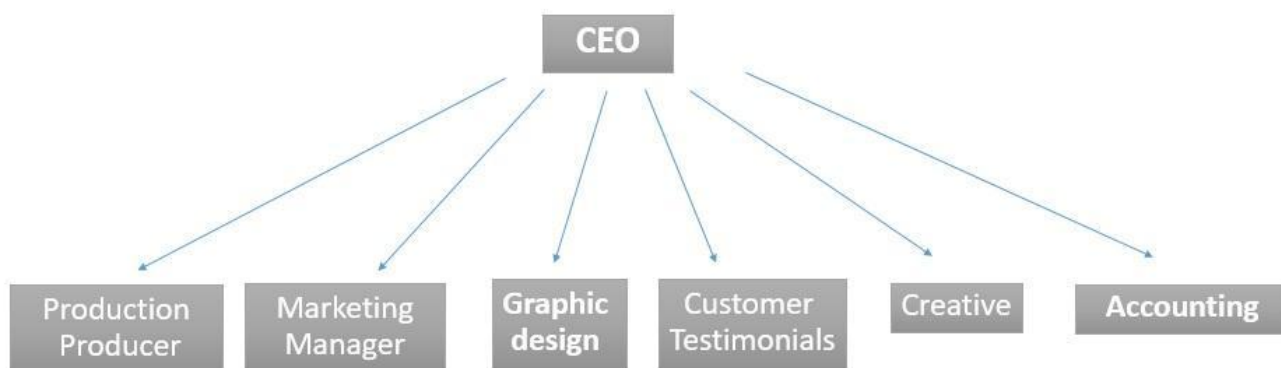 CEO
Production
Producer
Marketing
Manager
Graphic
design
Customer
Testimonials
Creative
Accounting